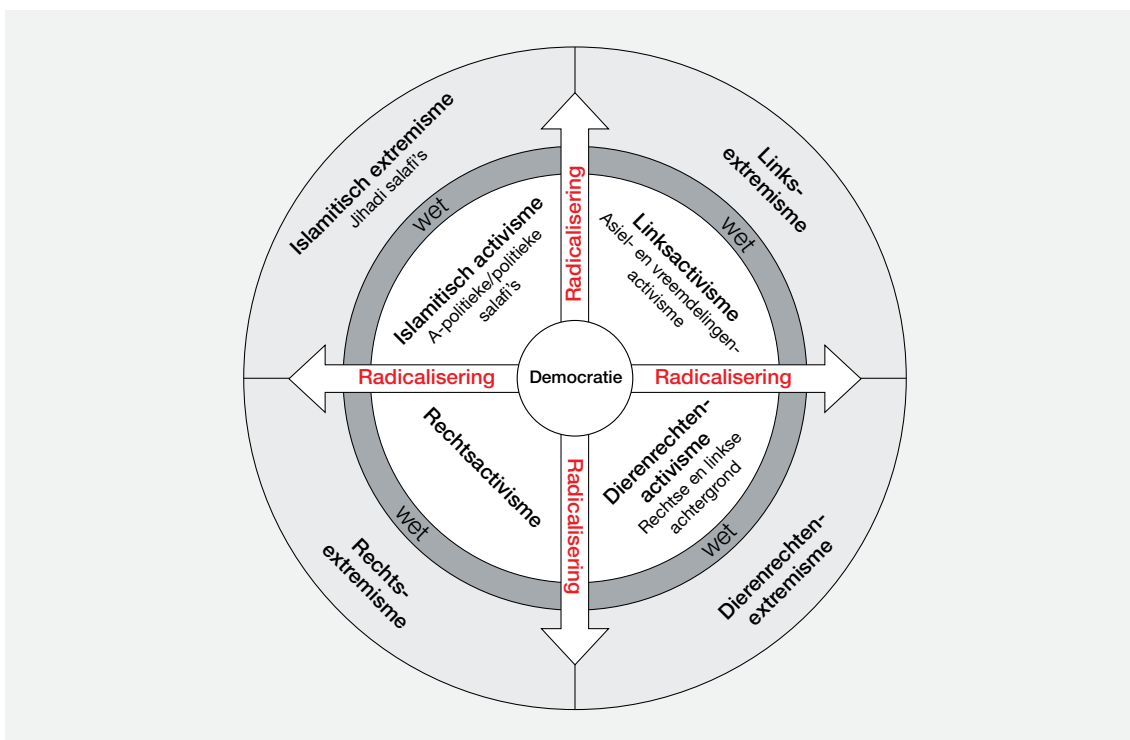 Islamitisch extremisme
Jihadi salafi's
Links-
extremisme
wet
wet
Islamitisch activisme
A-politieke/politieke
salafi's
Radicalisering
Linksactivisme
Asiel- en vreemdelingen-
activisme
Radicalisering
Democratie
Radicalisering
Rechtsactivisme
Radicalisering
Dierenrechten-
activisme
Rechtse en linkse
achtergrond
wet
wet
Rechts-
extremisme
Dierenrechten-
extremisme